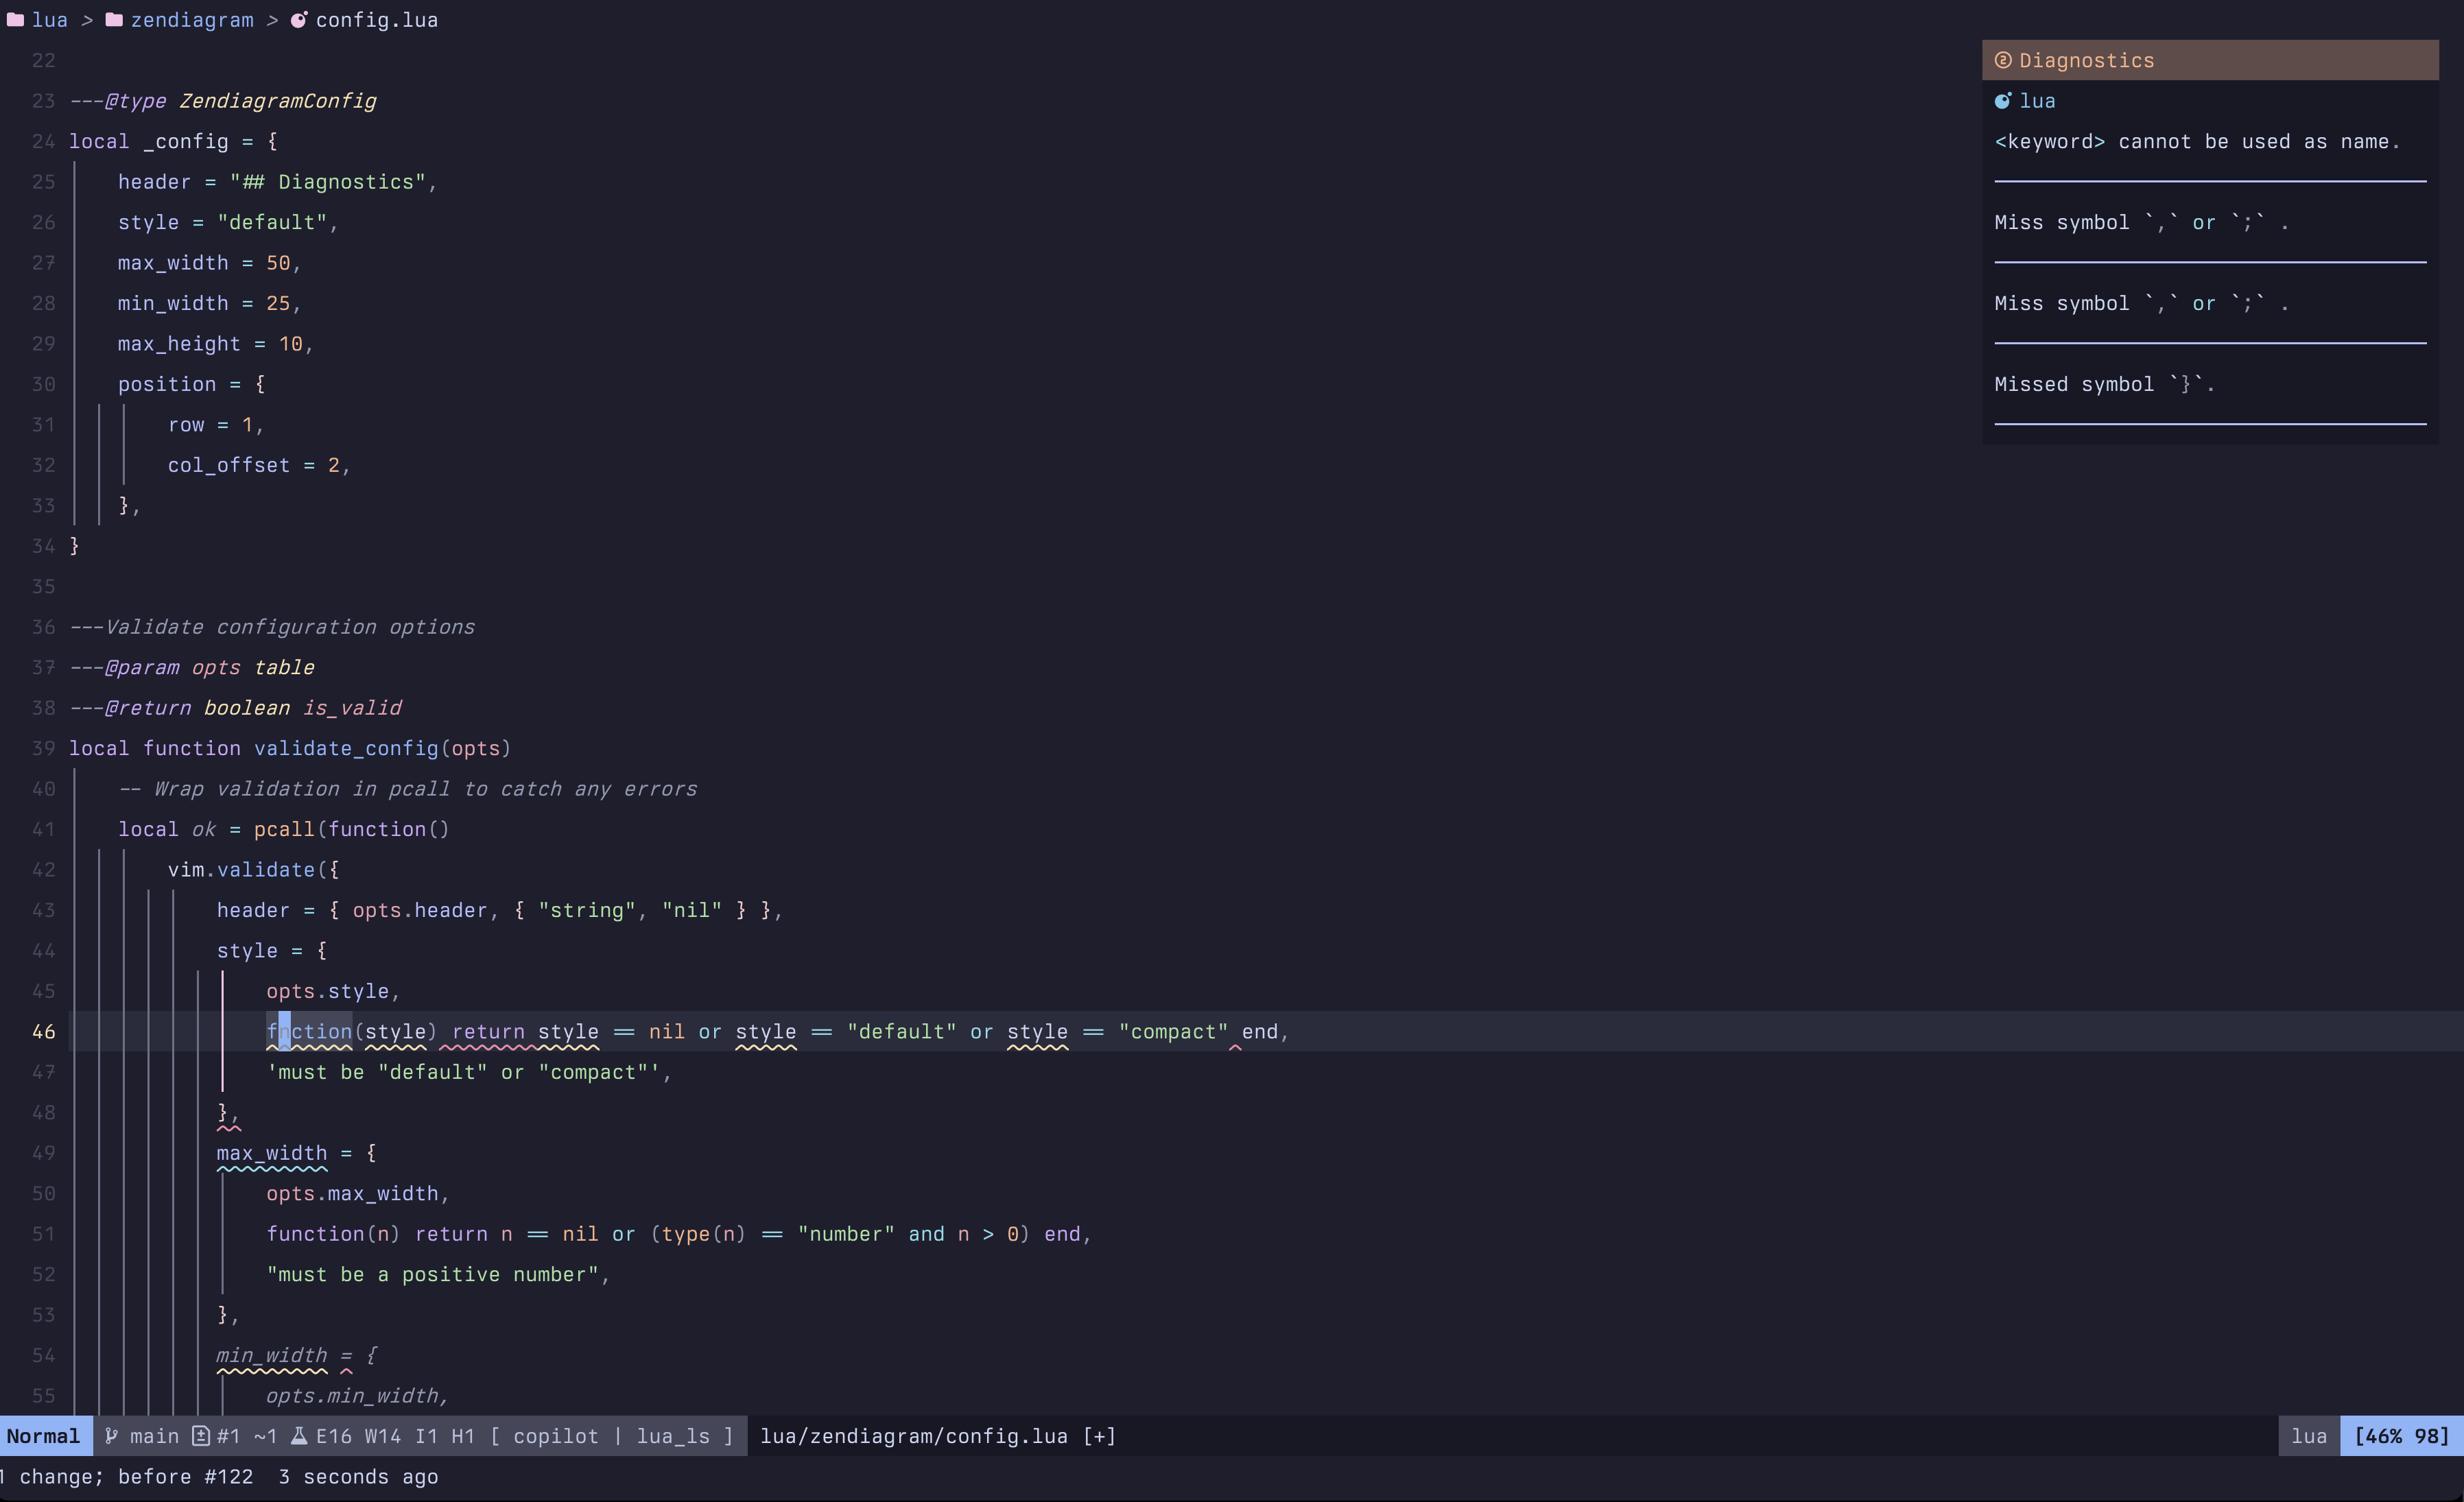 lua > zendiagram > config.lua
22
23 ---@type ZendiagramConfig
24 local _config = {
25     header = "## Diagnostics",
26     style = "default",
27     max_width = 50,
28     min_width = 25,
29     max_height = 10,
30     position = {
31         row = 1,
32         col_offset = 2,
33     },
34 }
35
36 ---Validate configuration options
37 ---@param opts table
38 ---@return boolean is_valid
39 local function validate_config(opts)
40     -- Wrap validation in pcall to catch any errors
41     local ok = pcall(function()
42         vim.validate({
43             header = { opts.header, { "string", "nil" } },
44             style = {
45                 opts.style,
46                 fnction(style) return style == nil or style == "default" or style == "compact" end,
47                 'must be "default" or "compact"',
48             },
49             max_width = {
50                 opts.max_width,
51                 function(n) return n == nil or (type(n) == "number" and n > 0) end,
52                 "must be a positive number",
53             },
54             min_width = {
55                 opts.min_width,
② Diagnostics
lua
<keyword> cannot be used as name.
Miss symbol `,` or `;` .
Miss symbol `,` or `;` .
Missed symbol `}`.
Normal main #1 ~1 E16 W14 I1 H1 [ copilot | lua_ls ] lua/zendiagram/config.lua [+] lua [46% 98]
1 change; before #122  3 seconds ago